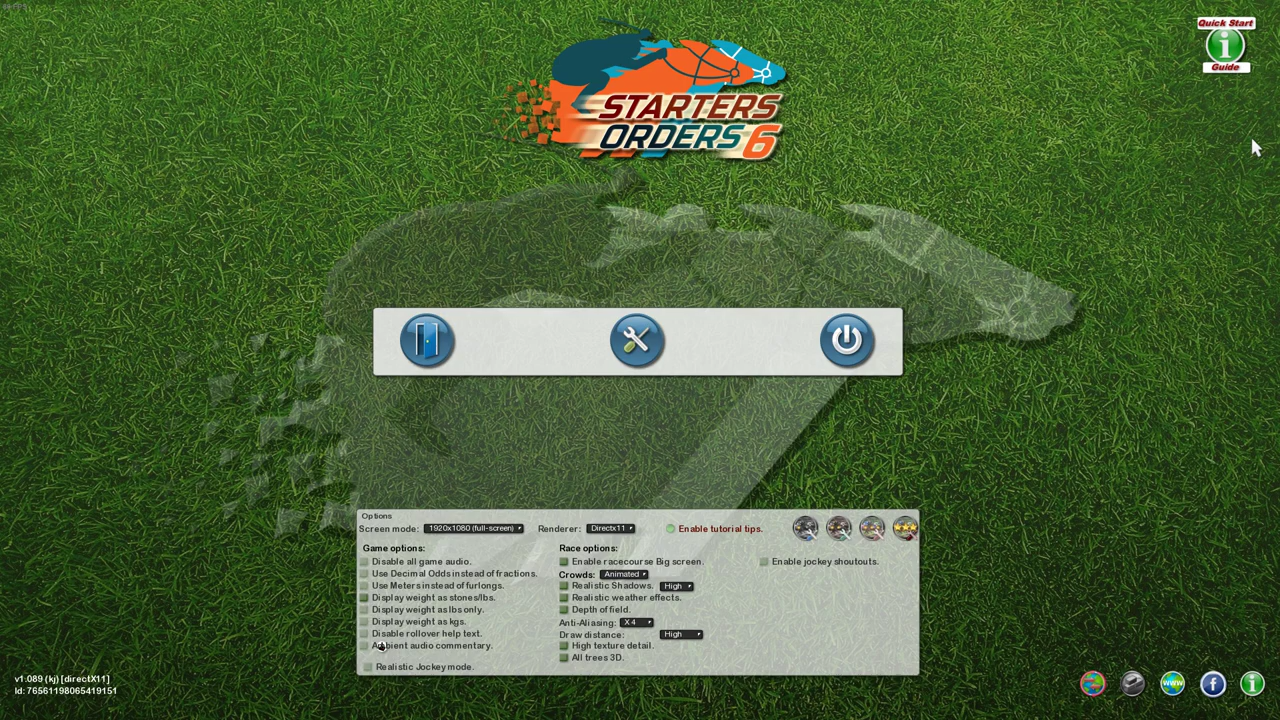 Quick Start
Guide
STARTERS
ORDERS 6
Options
Screen mode: 1920x1080 (full-screen) Renderer: Directx11 Enable tutorial tips.
Game options:
Disable all game audio.
Use Decimal Odds instead of fractions.
Use Meters instead of furlongs.
Display weight as stones/lbs.
Display weight as lbs only.
Display weight as kgs.
Disable rollover help text.
Ambient audio commentary.
Realistic Jockey mode.
Race options:
Enable racecourse Big screen.
Crowds: Animated
Realistic Shadows. High
Realistic weather effects.
Depth of field.
Anti-Aliasing: X 4
Draw distance: High
High texture detail.
All trees 3D.
Enable jockey shoutouts.
v1.089 (kj) [directX11]
Id: 76561198065419151
www